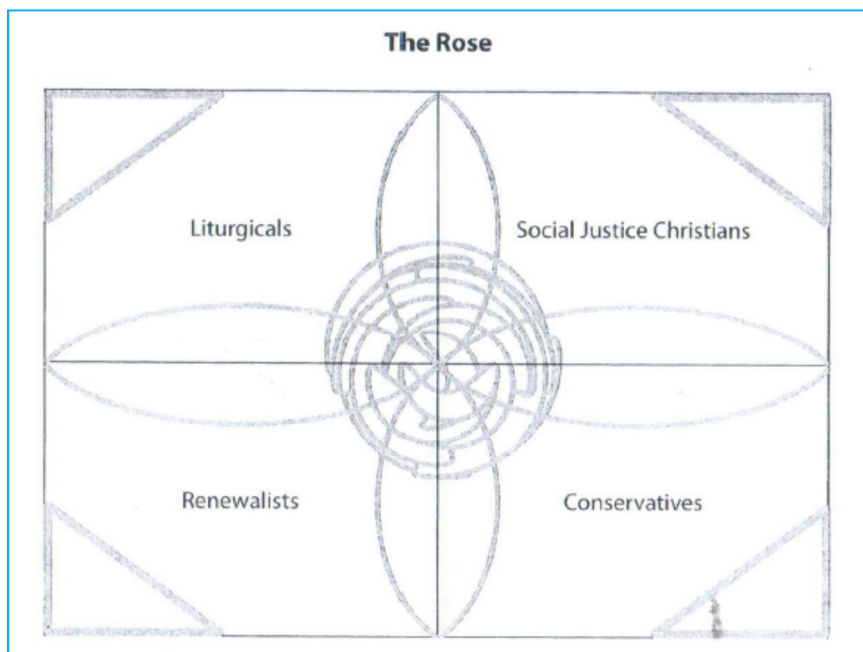 The Rose
Liturgicals
Social Justice Christians
Renewalists
Conservatives